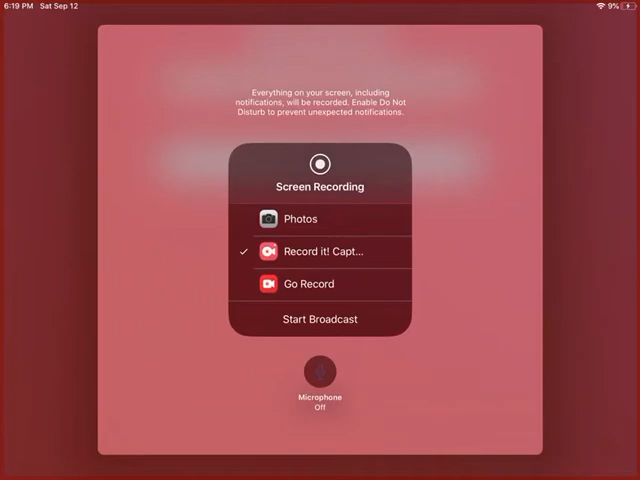 6:19 PM Sat Sep 12
9%
Everything on your screen, including
notifications, will be recorded. Enable Do Not
Disturb to prevent unexpected notifications.
Screen Recording
Photos
Record it! Capt...
Go Record
Start Broadcast
Microphone
Off